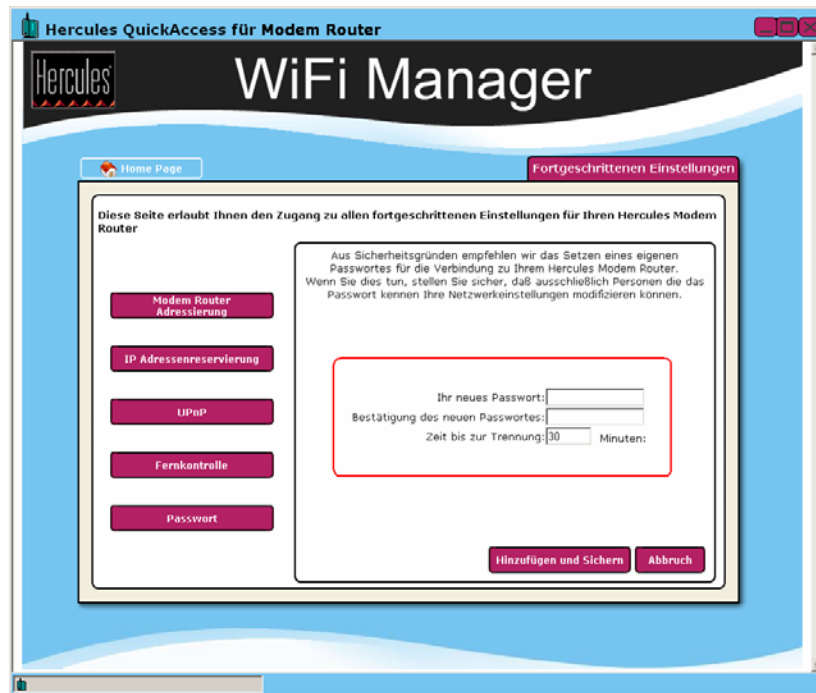 Hercules QuickAccess für Modem Router
Hercules
WiFi Manager
Home Page
Fortgeschrittenen Einstellungen
Diese Seite erlaubt Ihnen den Zugang zu allen fortgeschrittenen Einstellungen für Ihren Hercules Modem
Router
Aus Sicherheitsgründen empfehlen wir das Setzen eines eigenen
Passwortes für die Verbindung zu Ihrem Hercules Modem Router.
Wenn Sie dies tun, stellen Sie sicher, daß ausschließlich Personen die das
Passwort kennen Ihre Netzwerkeinstellungen modifizieren können.
Modem Router
Adressierung
IP Adressenreservierung
UPnP
Fernkontrolle
Passwort
Ihr neues Passwort:
Bestätigung des neuen Passwortes:
Zeit bis zur Trennung: 30 Minuten:
Hinzufügen und Sichern
Abbruch